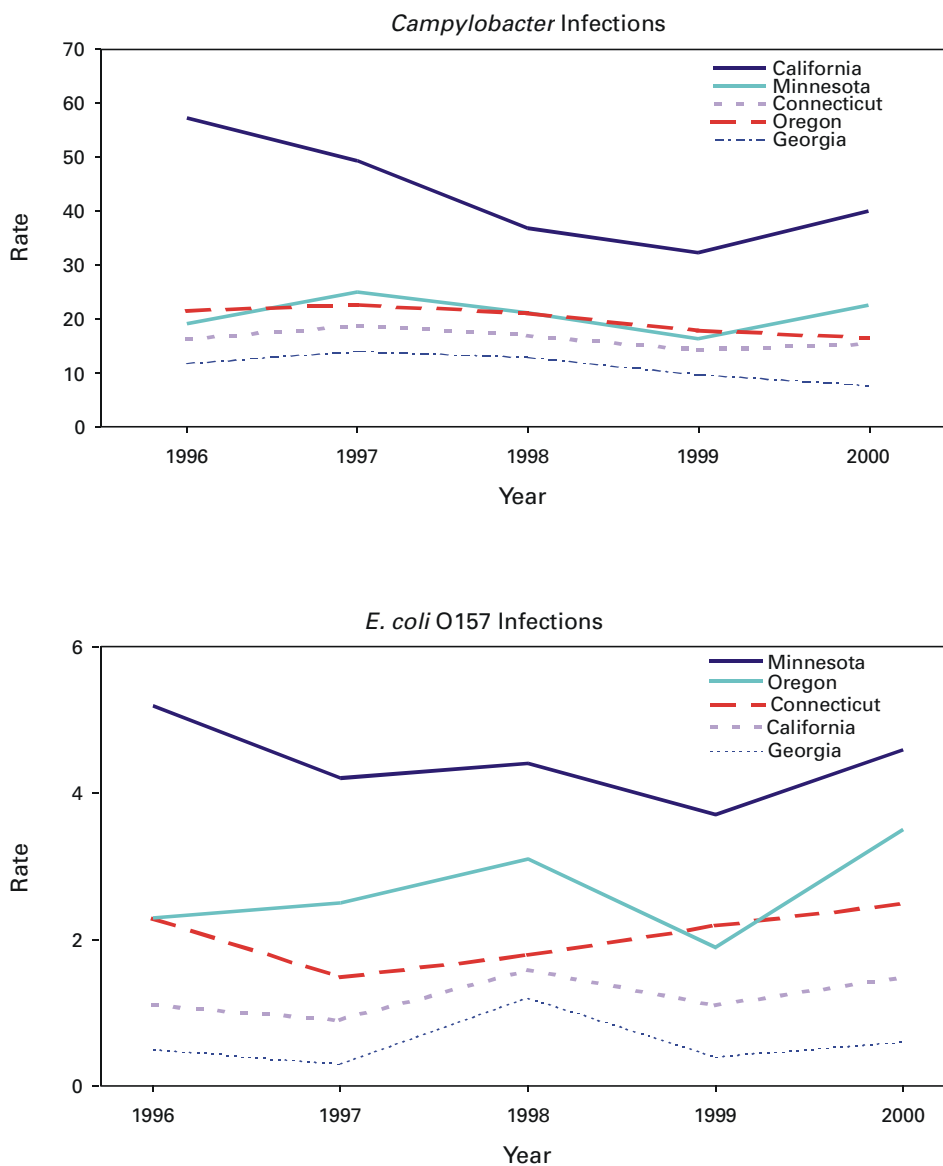 Campylobacter Infections
70
60
50
40
30
20
10
0
Rate
California
Minnesota
Connecticut
Oregon
Georgia
1996 1997 1998 1999 2000
Year
E. coli O157 Infections
6
4
2
0
Rate
Minnesota
Oregon
Connecticut
California
Georgia
1996 1997 1998 1999 2000
Year